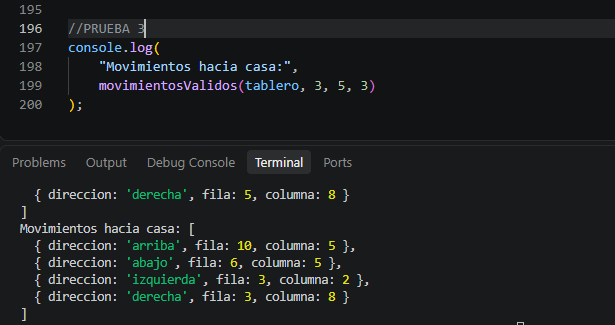 195
196 //PRUEBA 3
197 console.log(
198 "Movimientos hacia casa:",
199 movimientosValidos(tablero, 3, 5, 3)
200 );
Problems Output Debug Console Terminal Ports
{ direccion: 'derecha', fila: 5, columna: 8 }
]
Movimientos hacia casa: [
{ direccion: 'arriba', fila: 10, columna: 5 },
{ direccion: 'abajo', fila: 6, columna: 5 },
{ direccion: 'izquierda', fila: 3, columna: 2 },
{ direccion: 'derecha', fila: 3, columna: 8 }
]